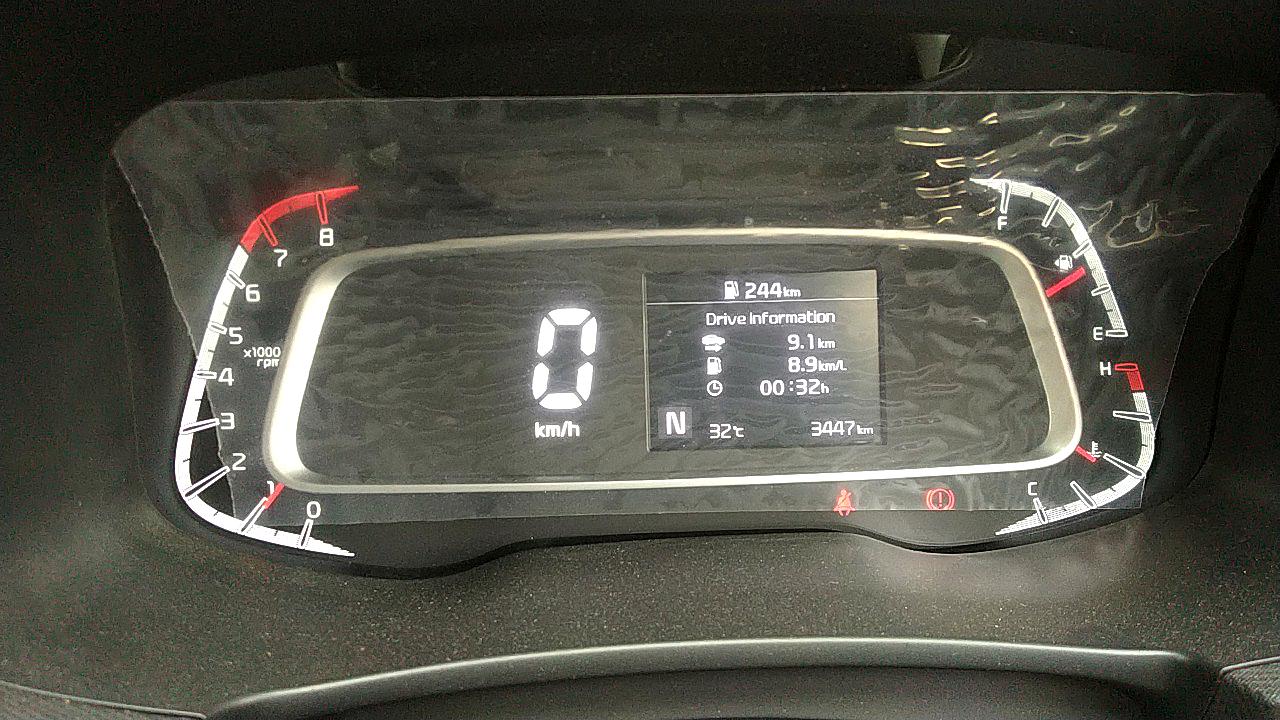 8
7
6
5
x1000
rpm
4
3
2
1
0
0
km/h
244km
Drive Information
9.1km
8.9km/L
00:32h
N 32°C 3447km
F
E
H
C